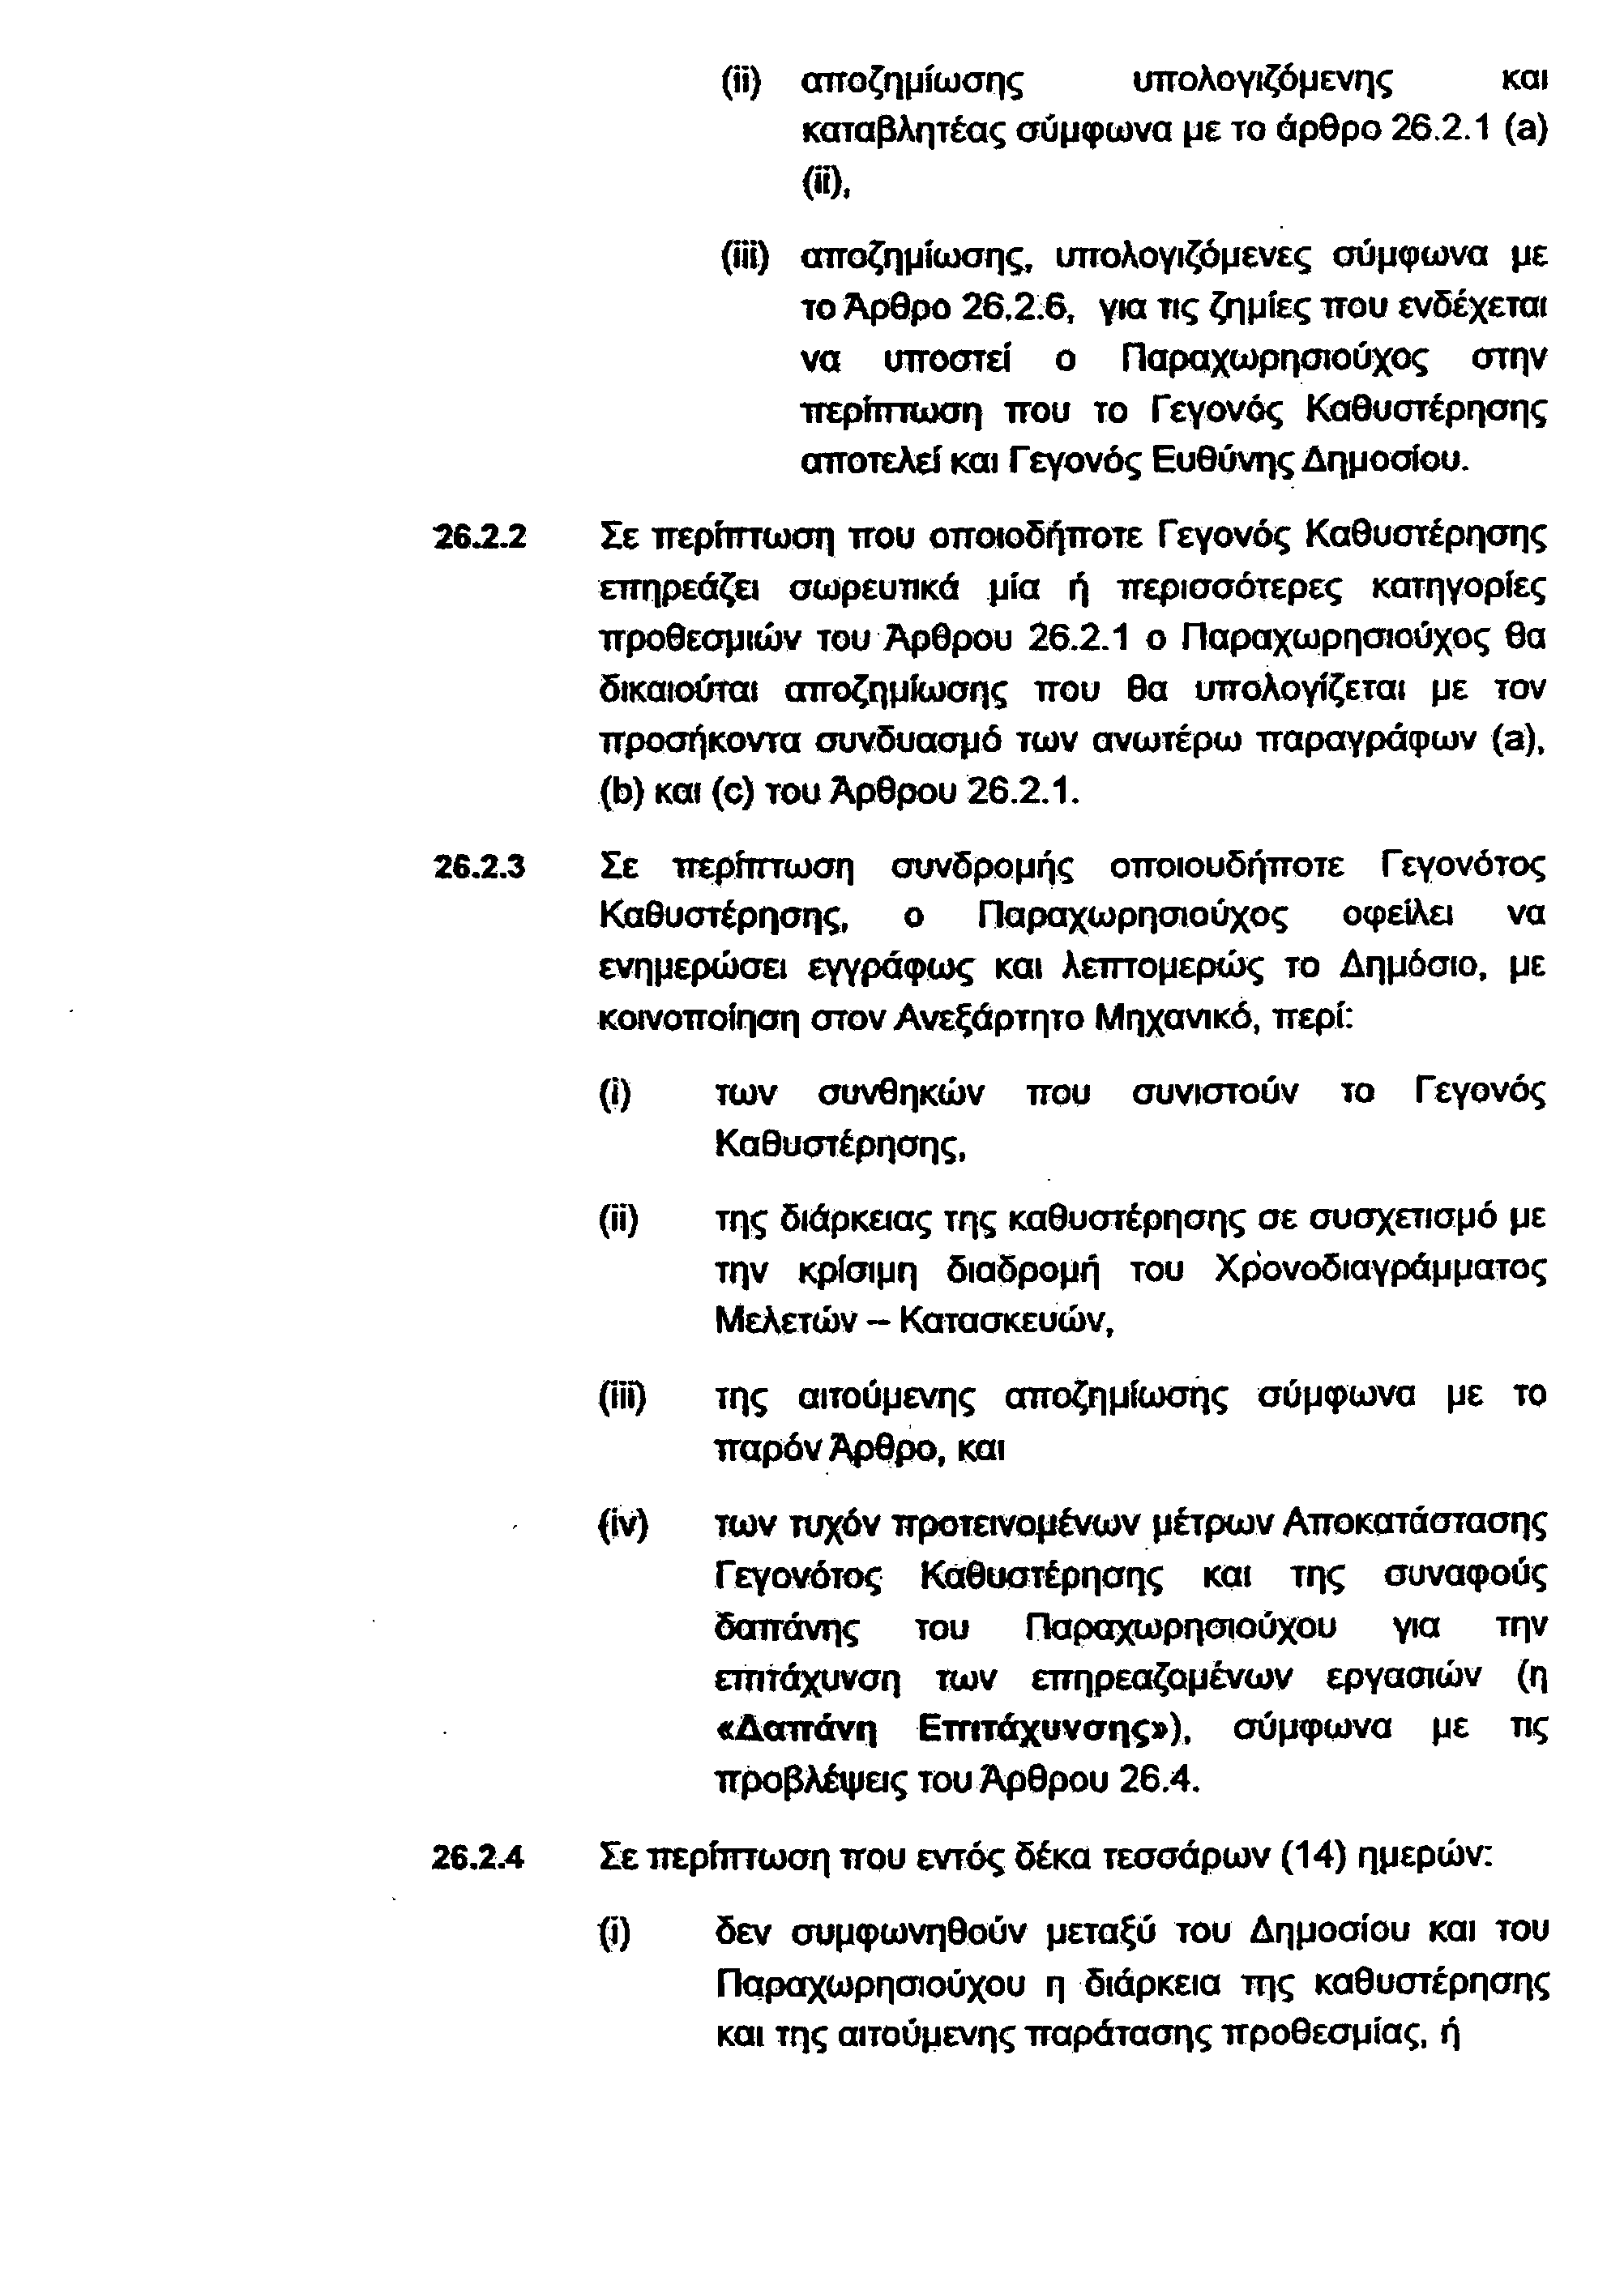 (ii) αποζημίωσης υπολογιζόμενης και
καταβλητέας σύμφωνα με το άρθρο 26.2.1 (a)
(ii),
(iii) αποζημίωσης, υπολογιζόμενες σύμφωνα με
το Άρθρο 26.2.6, για τις ζημίες που ενδέχεται
να υποστεί ο Παραχωρησιούχος στην
περίπτωση που το Γεγονός Καθυστέρησης
αποτελεί και Γεγονός Ευθύνης Δημοσίου.
26.2.2 Σε περίπτωση που οποιοδήποτε Γεγονός Καθυστέρησης
επηρεάζει σωρευτικά μία ή περισσότερες κατηγορίες
προθεσμιών του Άρθρου 26.2.1 ο Παραχωρησιούχος θα
δικαιούται αποζημίωσης που θα υπολογίζεται με τον
προσήκοντα συνδυασμό των ανωτέρω παραγράφων (a),
(b) και (c) του Άρθρου 26.2.1.
26.2.3 Σε περίπτωση συνδρομής οποιουδήποτε Γεγονότος
Καθυστέρησης, ο Παραχωρησιούχος οφείλει να
ενημερώσει εγγράφως και λεπτομερώς το Δημόσιο, με
κοινοποίηση στον Ανεξάρτητο Μηχανικό, περί:
(i) των συνθηκών που συνιστούν το Γεγονός
Καθυστέρησης,
(ii) της διάρκειας της καθυστέρησης σε συσχετισμό με
την κρίσιμη διαδρομή του Χρονοδιαγράμματος
Μελετών – Κατασκευών,
(iii) της αιτούμενης αποζημίωσης σύμφωνα με το
παρόν Άρθρο, και
(iv) των τυχόν προτεινομένων μέτρων Αποκατάστασης
Γεγονότος Καθυστέρησης και της συναφούς
δαπάνης του Παραχωρησιούχου για την
επιτάχυνση των επηρεαζομένων εργασιών (η
«Δαπάνη Επιτάχυνσης»), σύμφωνα με τις
προβλέψεις του Άρθρου 26.4.
26.2.4 Σε περίπτωση που εντός δέκα τεσσάρων (14) ημερών:
(i) δεν συμφωνηθούν μεταξύ του Δημοσίου και του
Παραχωρησιούχου η διάρκεια της καθυστέρησης
και της αιτούμενης παράτασης προθεσμίας, ή